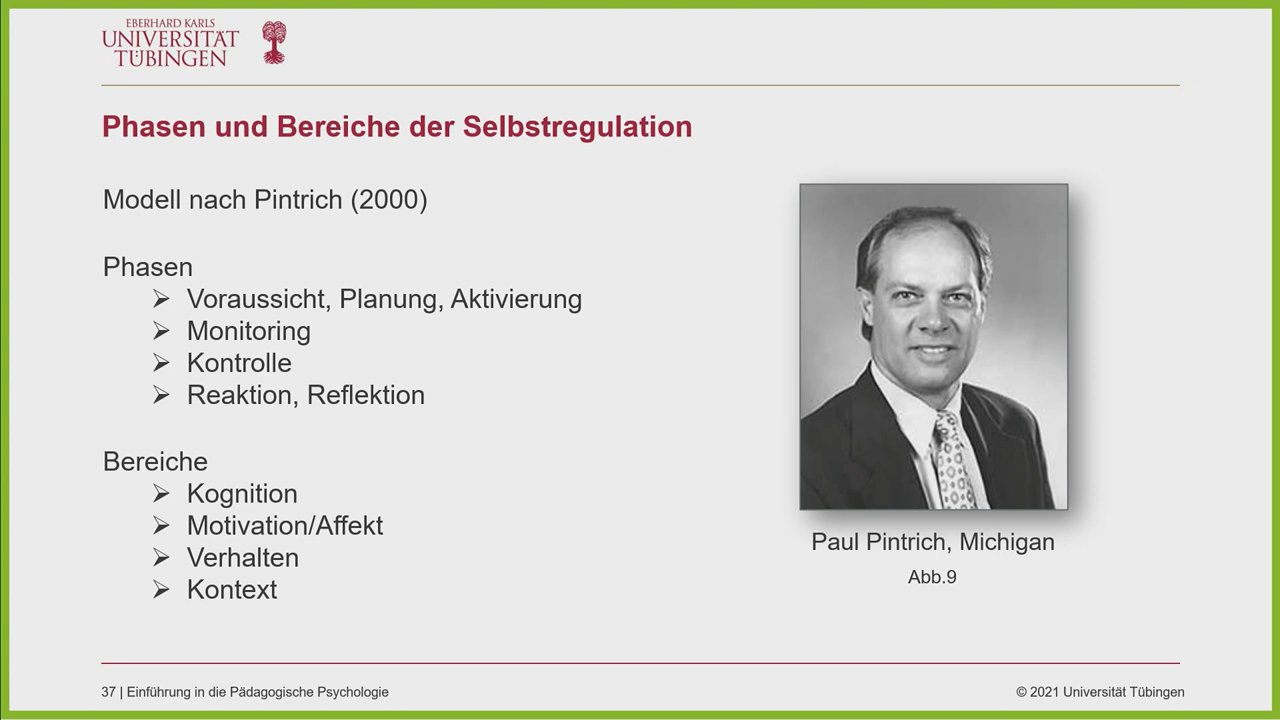 EBERHARD KARLS
UNIVERSITÄT
TÜBINGEN
Phasen und Bereiche der Selbstregulation
Modell nach Pintrich (2000)
Phasen
➢ Voraussicht, Planung, Aktivierung
➢ Monitoring
➢ Kontrolle
➢ Reaktion, Reflektion
Bereiche
➢ Kognition
➢ Motivation/Affekt
➢ Verhalten
➢ Kontext
Paul Pintrich, Michigan
Abb.9
37 | Einführung in die Pädagogische Psychologie
© 2021 Universität Tübingen